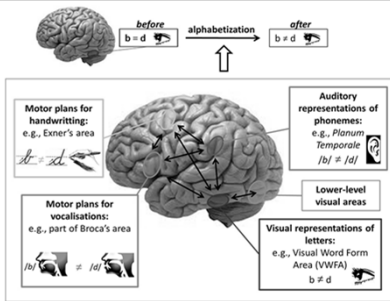 before
b = d
alphabetization
after
b ≠ d
Motor plans for
handwritting:
e.g., Exner's area
b ≠ d
Auditory
representations of
phonemes:
e.g., Planum
Temporale
/b/ ≠ /d/
Lower-level
visual areas
Motor plans for
vocalisations:
e.g., part of Broca's area
/b/ ≠ /d/
Visual representations of
letters:
e.g., Visual Word Form
Area (VWFA)
b ≠ d